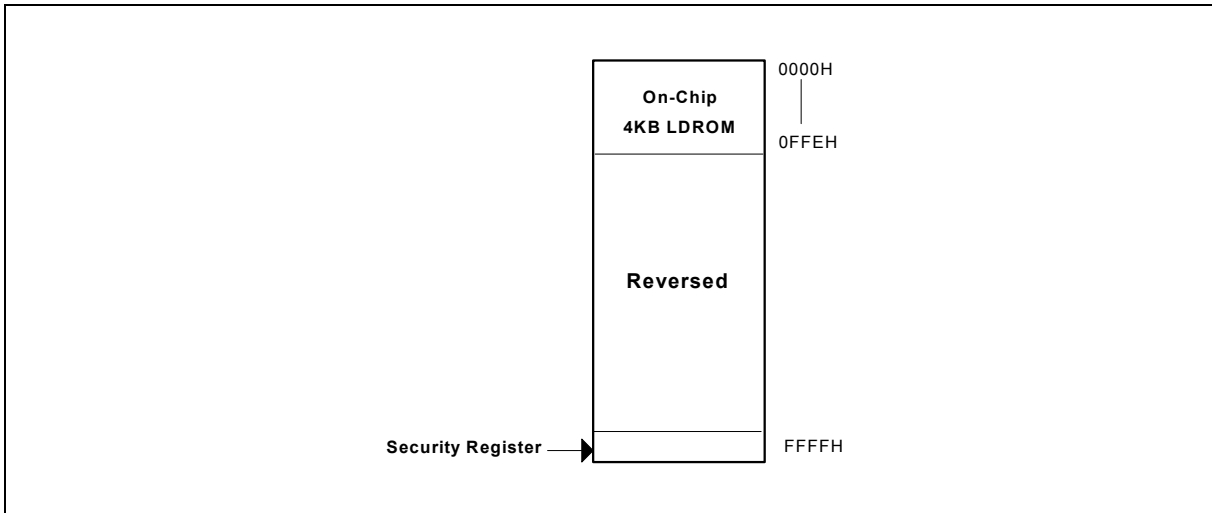 0000H
On-Chip
4KB LDROM
0FFEH
Reversed
Security Register
FFFFH